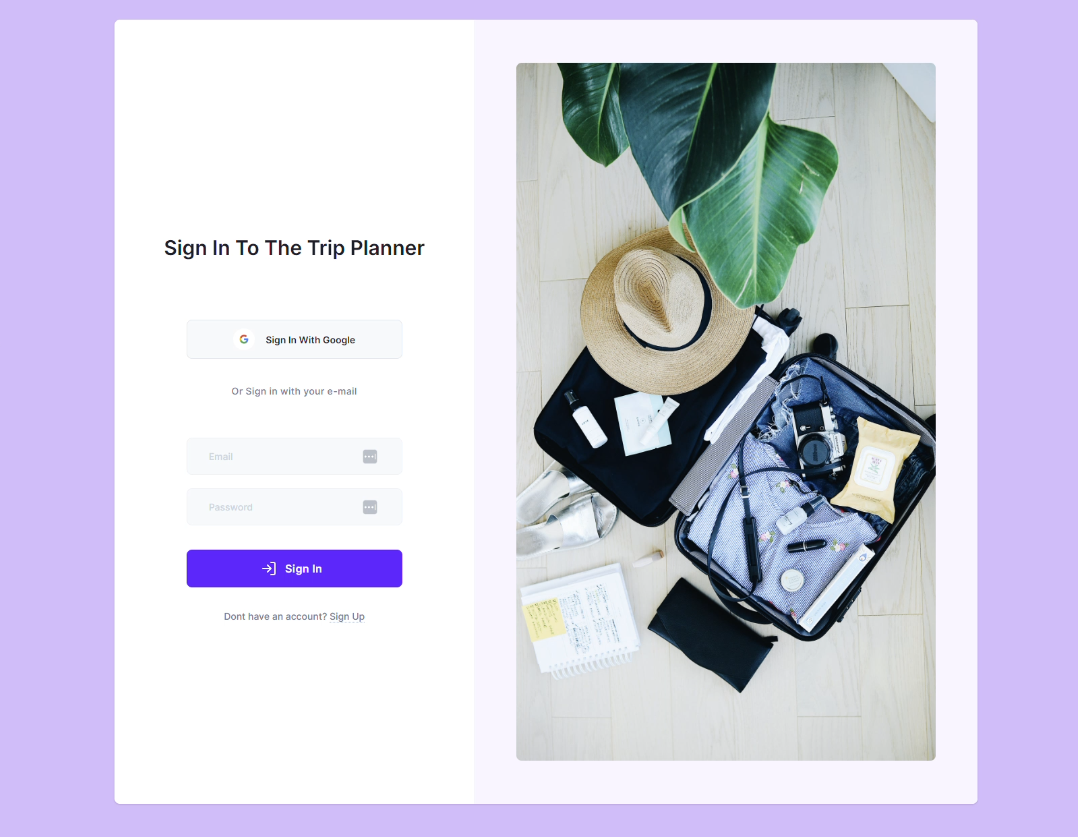 Sign In To The Trip Planner
Sign In With Google
Or Sign in with your e-mail
Email
Password
Sign In
Dont have an account? Sign Up